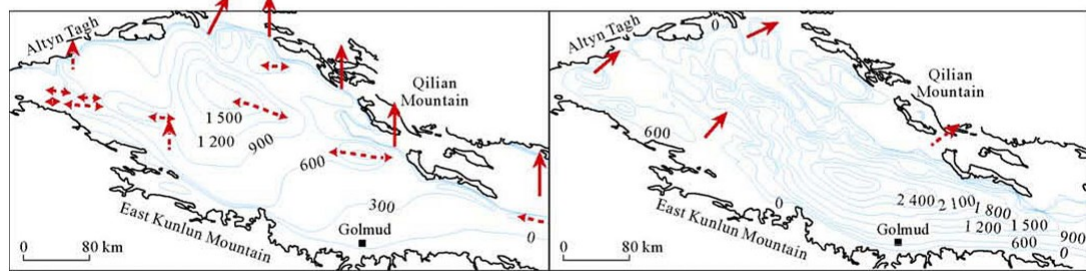 Altyn Tagh
Qilian
Mountain
1 500
1 200
900
600
300
0
East Kunlun Mountain
Golmud
0
80 km
0
Altyn Tagh
Qilian
Mountain
600
0
2 400
2 100
1 800
1 500
1 200
600
900
0
East Kunlun Mountain
Golmud
0
80 km